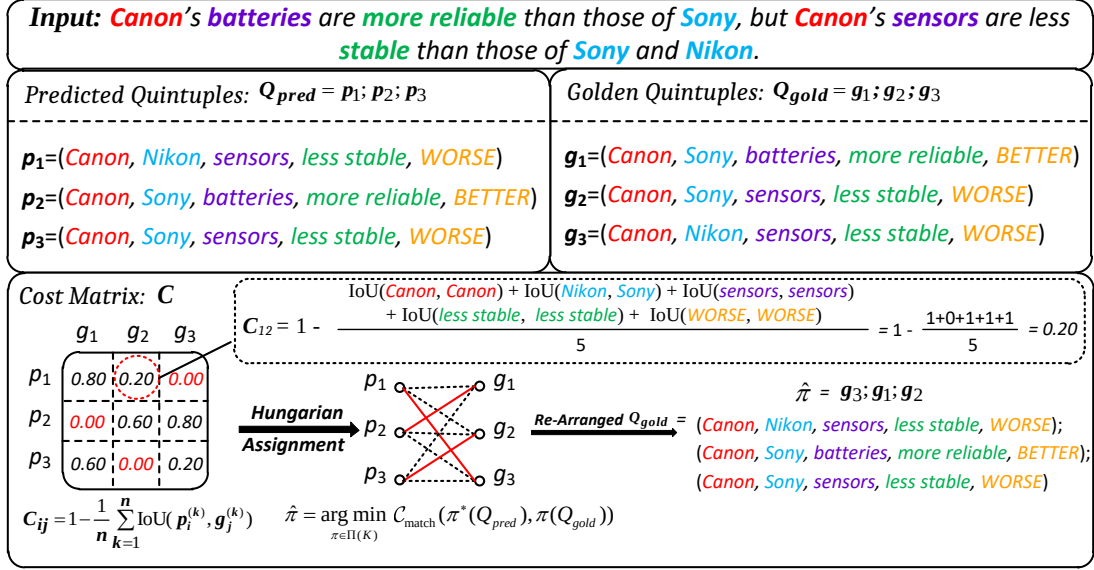 Input: Canon's batteries are more reliable than those of Sony, but Canon's sensors are less
stable than those of Sony and Nikon.
Predicted Quintuples: Q_pred = p₁; p₂; p₃
p₁=(Canon, Nikon, sensors, less stable, WORSE)
p₂=(Canon, Sony, batteries, more reliable, BETTER)
p₃=(Canon, Sony, sensors, less stable, WORSE)
Golden Quintuples: Q_gold = g₁; g₂; g₃
g₁=(Canon, Sony, batteries, more reliable, BETTER)
g₂=(Canon, Sony, sensors, less stable, WORSE)
g₃=(Canon, Nikon, sensors, less stable, WORSE)
Cost Matrix: C
g₁ g₂ g₃
p₁ 0.80 0.20 0.00
p₂ 0.00 0.60 0.80
p₃ 0.60 0.00 0.20
IoU(Canon, Canon) + IoU(Nikon, Sony) + IoU(sensors, sensors)
+ IoU(less stable, less stable) + IoU(WORSE, WORSE)
C₁₂ = 1 - 
5
= 1 - 1+0+1+1+1 / 5 = 0.20
Hungarian
Assignment
p₁ g₁
p₂ g₂
p₃ g₃
Re-Arranged Q_gold =
π̂ = g₃; g₁; g₂
(Canon, Nikon, sensors, less stable, WORSE);
(Canon, Sony, batteries, more reliable, BETTER);
(Canon, Sony, sensors, less stable, WORSE)
C_ij = 1 − 1/n ∑_{k=1}^{n} IoU(p_i^(k), g_j^(k))
π̂ = arg min_{π∈Π(K)} C_match(π*(Q_pred), π(Q_gold))